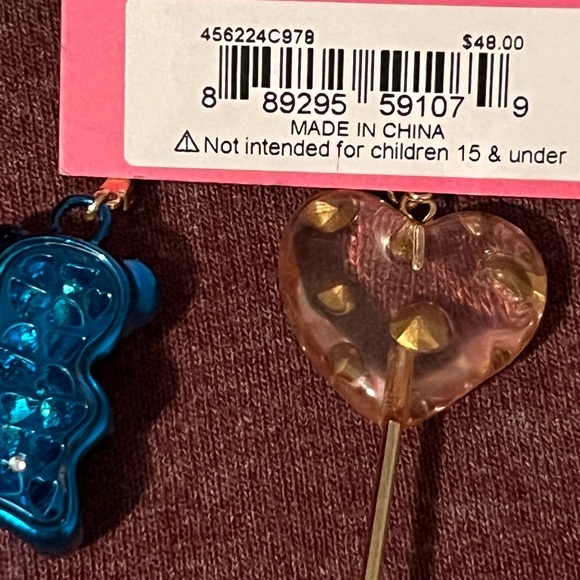 456224C978 $48.00
8 89295 59107 9
MADE IN CHINA
⚠ Not intended for children 15 & under